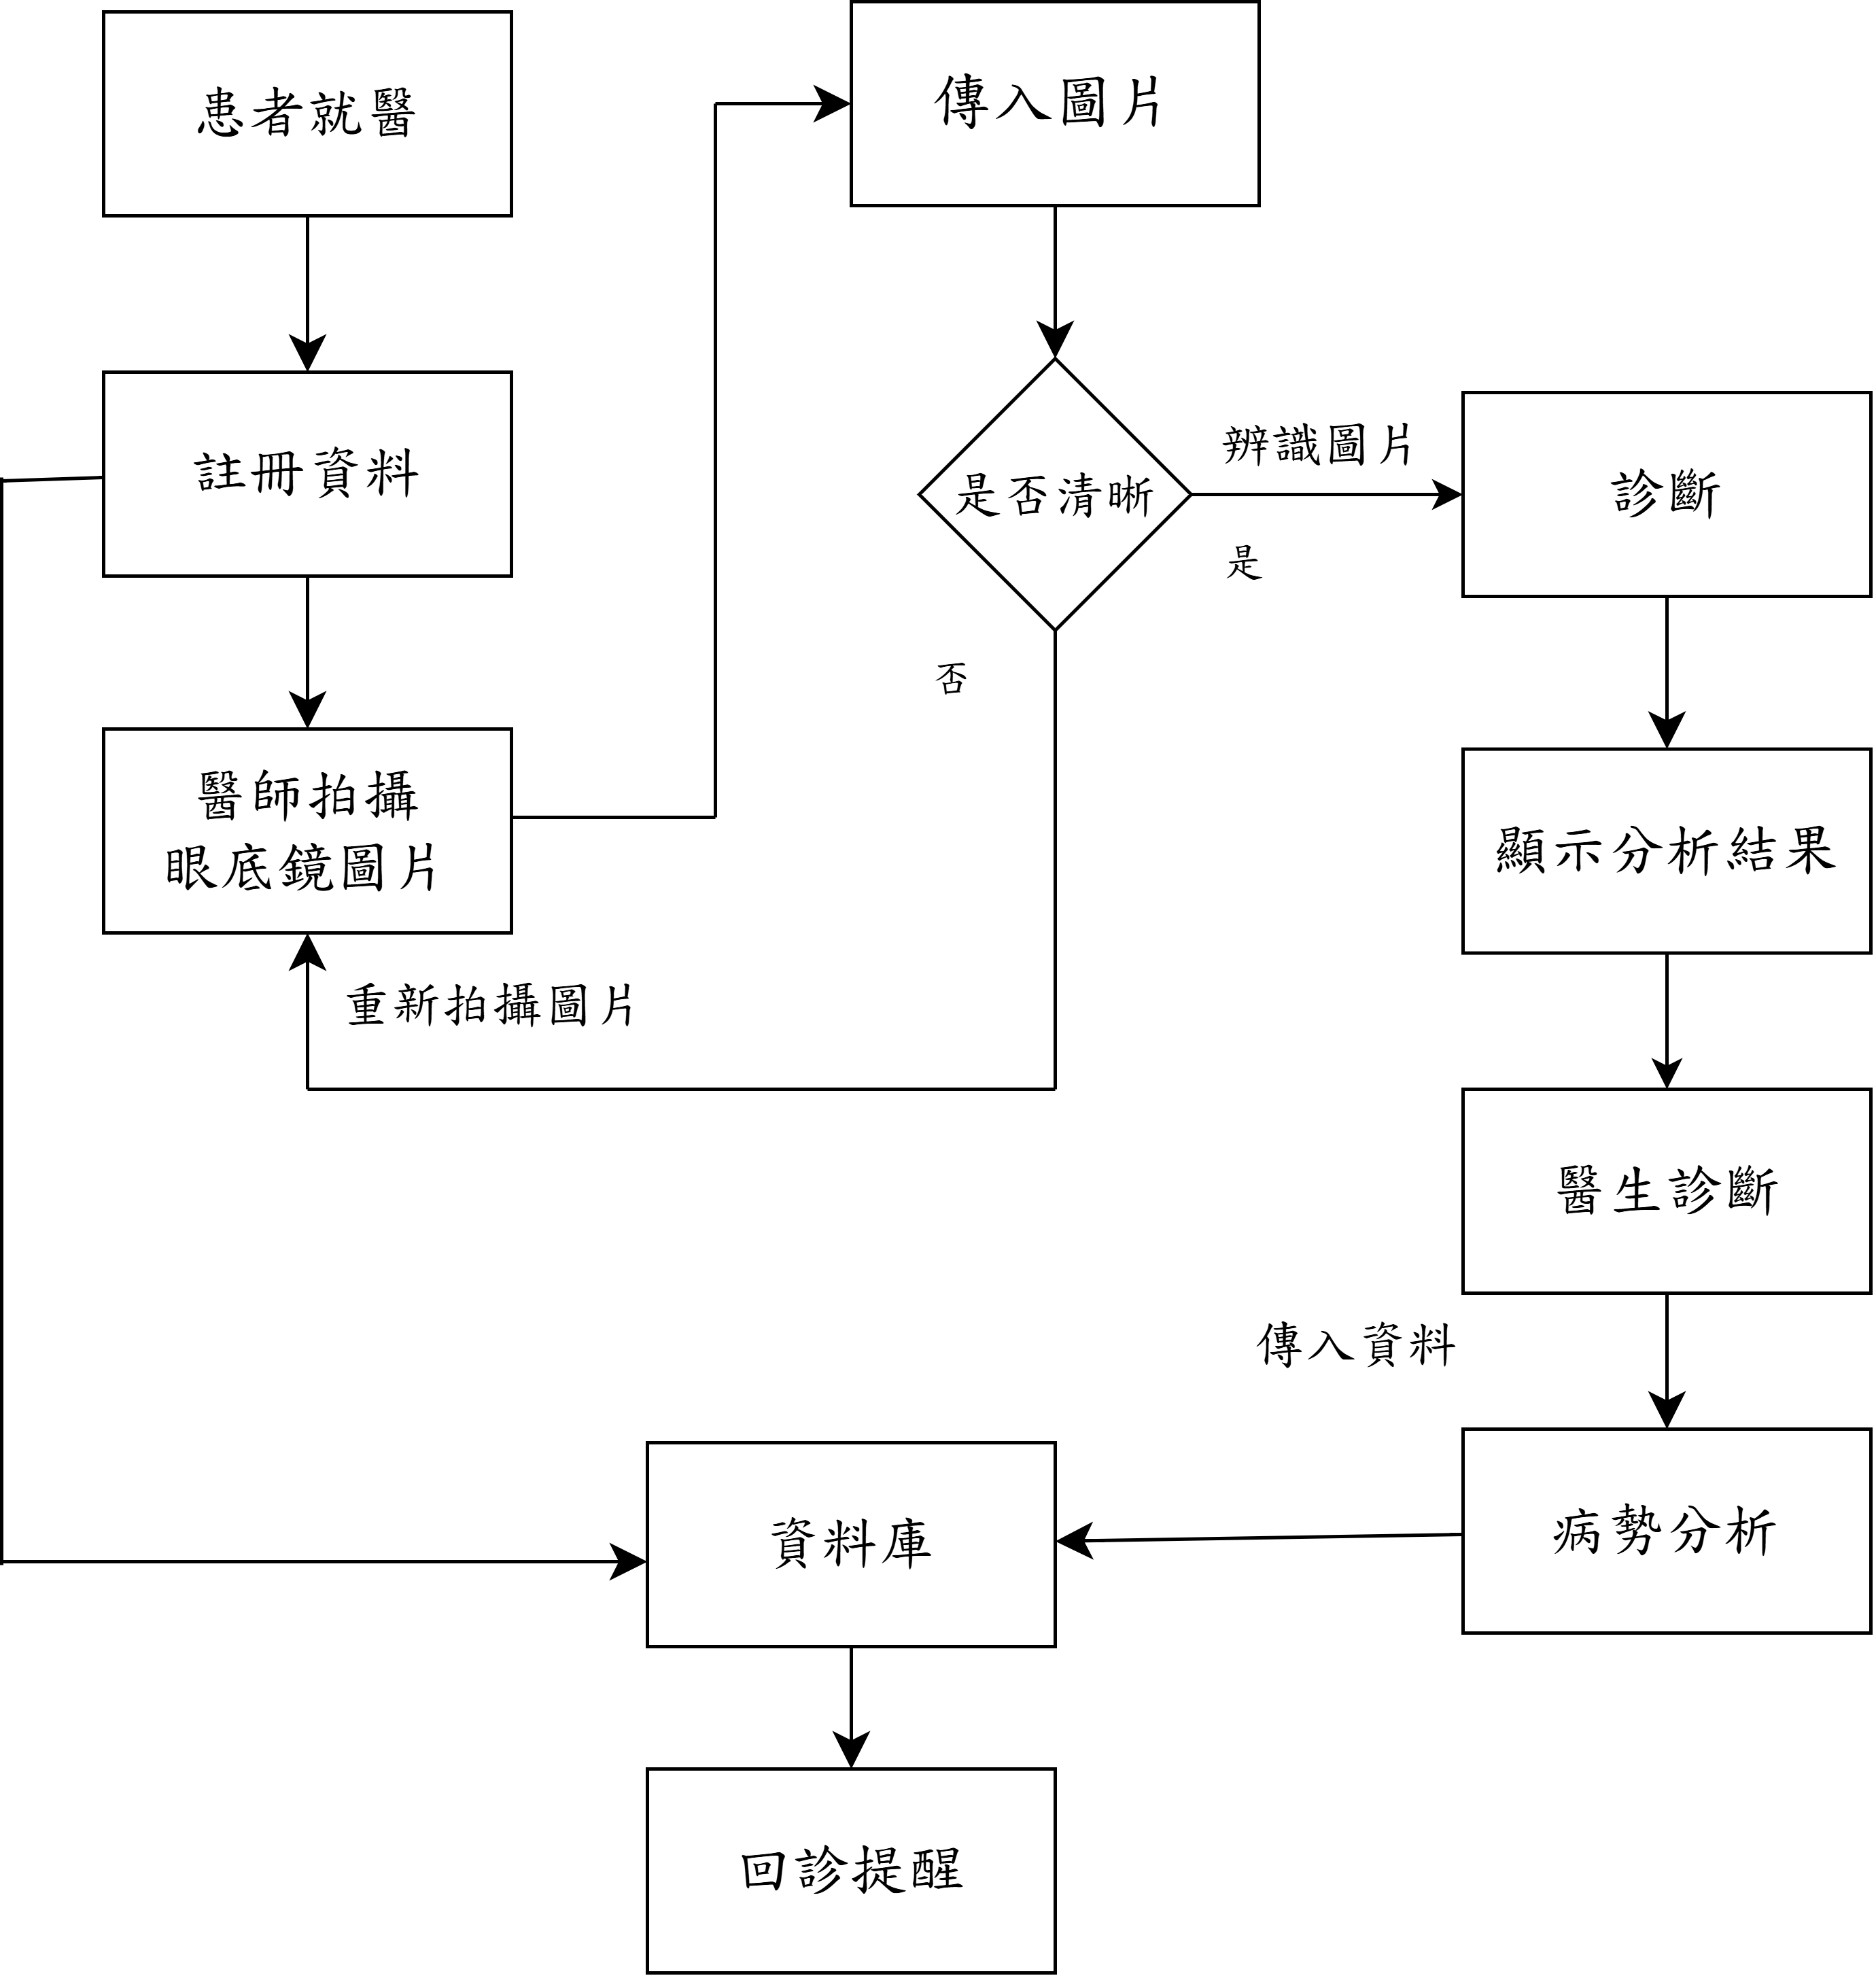 患者就醫
註冊資料
醫師拍攝
眼底鏡圖片
重新拍攝圖片
傳入圖片
是否清晰
辨識圖片
是
否
診斷
顯示分析結果
醫生診斷
傳入資料
病勢分析
資料庫
回診提醒